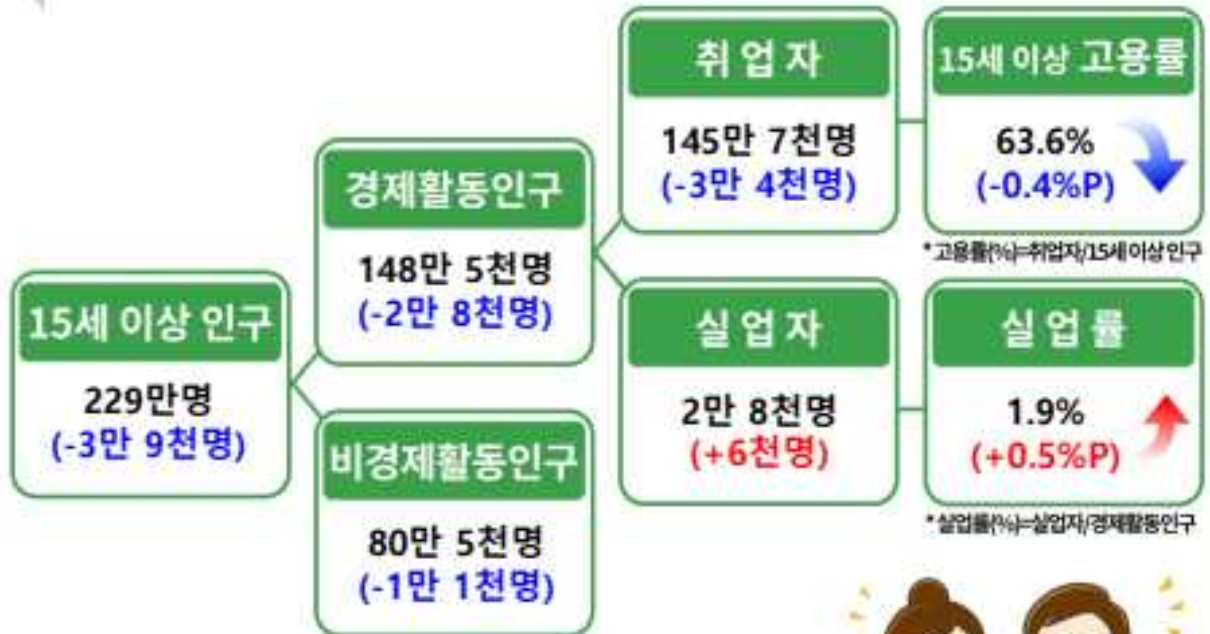 15세 이상 인구
229만명
(-3만 9천명)
경제활동인구
148만 5천명
(-2만 8천명)
비경제활동인구
80만 5천명
(-1만 1천명)
취 업 자
145만 7천명
(-3만 4천명)
15세 이상 고용률
63.6%
(-0.4%P)
* 고용률(%)=취업자/15세 이상 인구
실 업 자
2만 8천명
(+6천명)
실 업 률
1.9%
(+0.5%P)
* 실업률(%)=실업자/경제활동인구